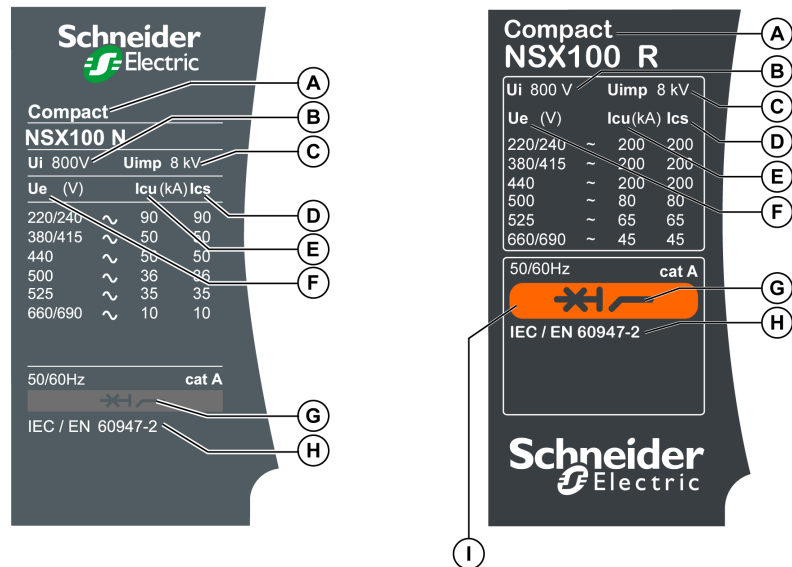 Schneider
Electric
Compact
NSX100 N
Ui 800V Uimp 8 kV
Ue (V) Icu (kA) Ics
220/240 ~ 90 90
380/415 ~ 50 50
440 ~ 50 50
500 ~ 36 36
525 ~ 35 35
660/690 ~ 10 10
50/60Hz cat A
IEC / EN 60947-2
A
B
C
D
E
F
G
H
Compact
NSX100 R
Ui 800 V Uimp 8 kV
Ue (V) Icu(kA) Ics
220/240 ~ 200 200
380/415 ~ 200 200
440 ~ 200 200
500 ~ 80 80
525 ~ 65 65
660/690 ~ 45 45
50/60Hz cat A
IEC / EN 60947-2
Schneider
Electric
A
B
C
D
E
F
G
H
I